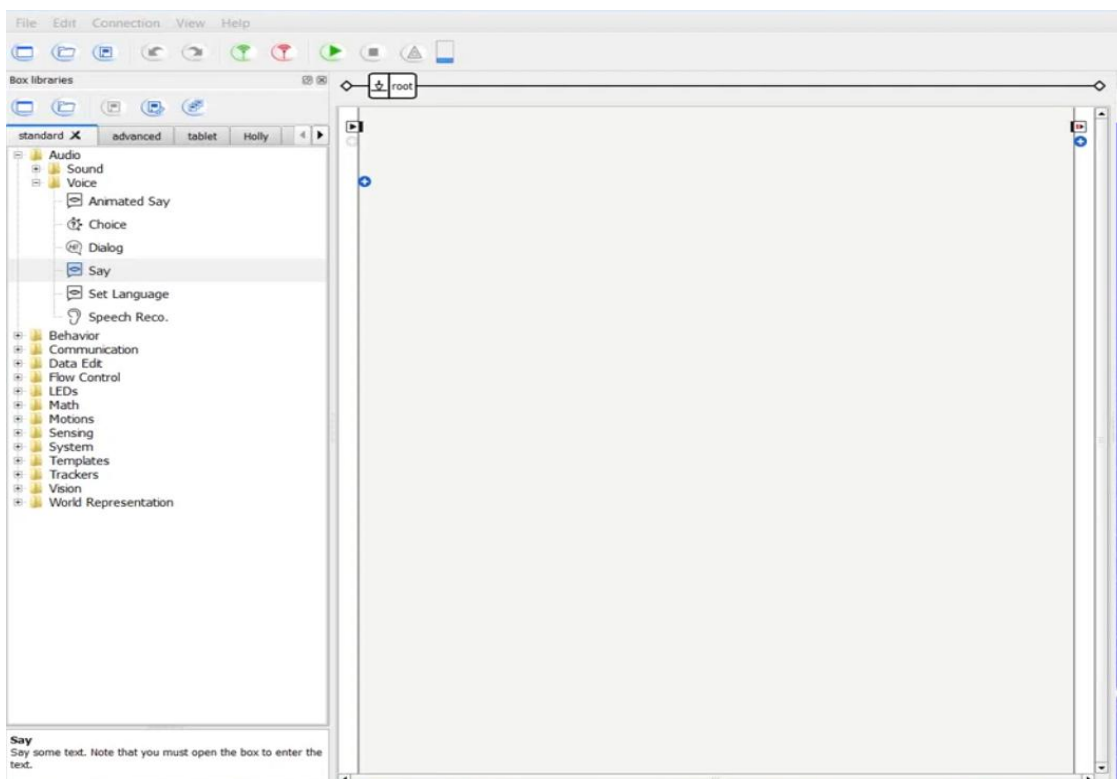 File Edit Connection View Help
Box libraries
root
standard advanced tablet Holly
Audio
Sound
Voice
Animated Say
Choice
Dialog
Say
Set Language
Speech Reco.
Behavior
Communication
Data Edit
Flow Control
LEDs
Math
Motions
Sensing
System
Templates
Trackers
Vision
World Representation
Say
Say some text. Note that you must open the box to enter the
text.